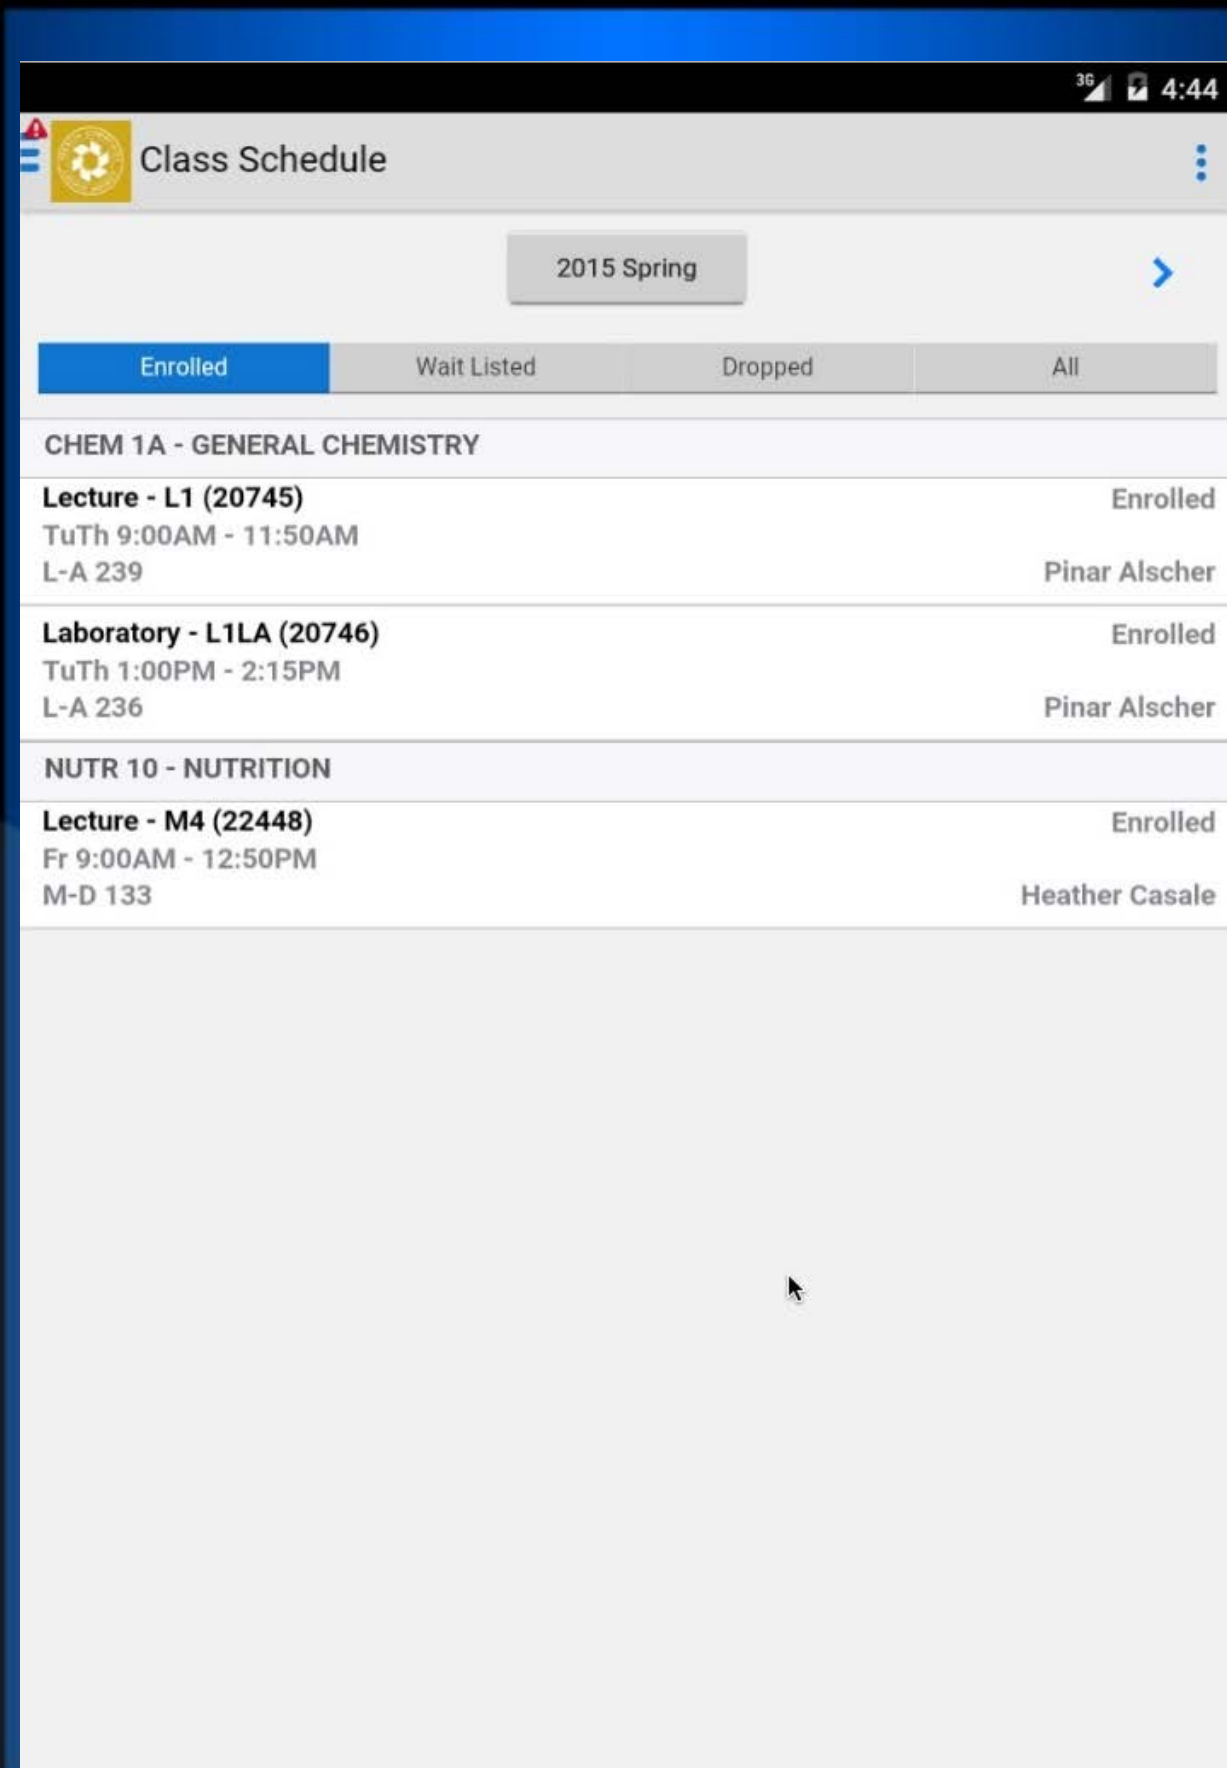 3G 4:44
Class Schedule
2015 Spring
Enrolled Wait Listed Dropped All
CHEM 1A - GENERAL CHEMISTRY
Lecture - L1 (20745) Enrolled
TuTh 9:00AM - 11:50AM
L-A 239 Pinar Alscher
Laboratory - L1LA (20746) Enrolled
TuTh 1:00PM - 2:15PM
L-A 236 Pinar Alscher
NUTR 10 - NUTRITION
Lecture - M4 (22448) Enrolled
Fr 9:00AM - 12:50PM
M-D 133 Heather Casale